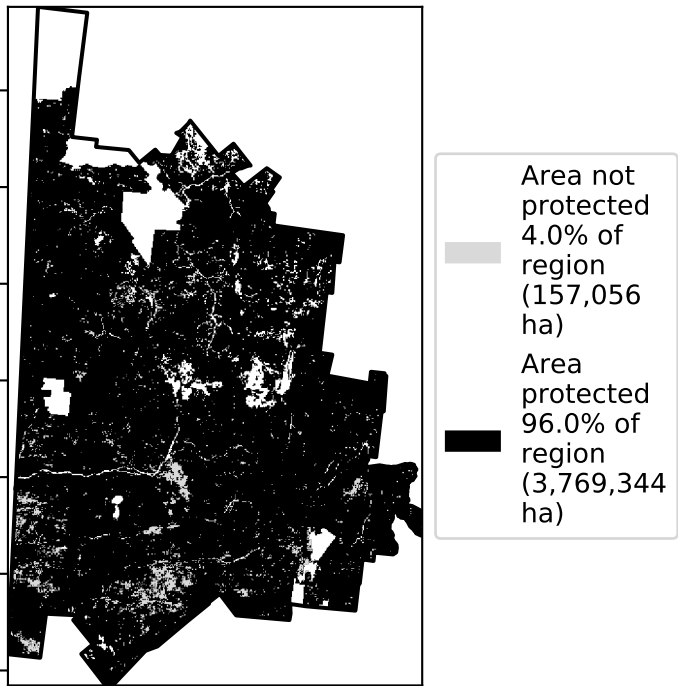 Area not
protected
4.0% of
region
(157,056
ha)
Area
protected
96.0% of
region
(3,769,344
ha)